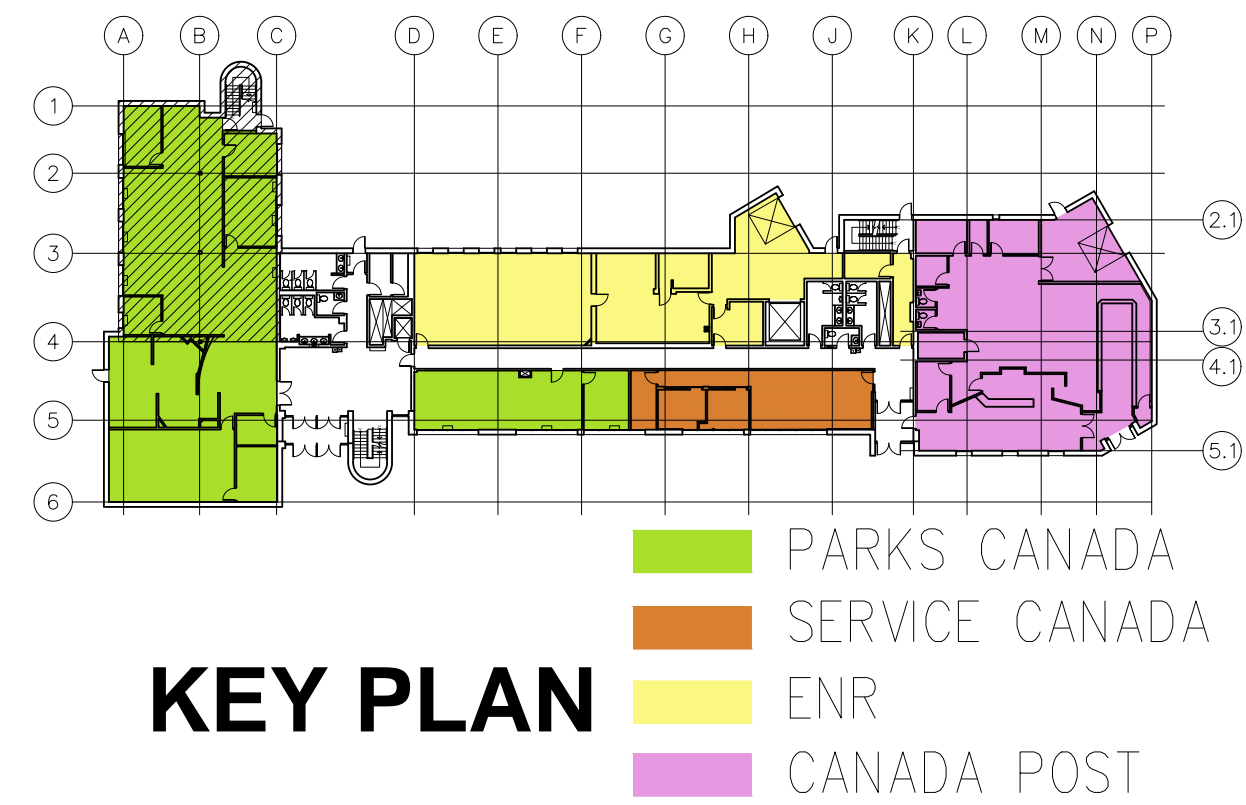 A B C D E F G H J K L M N P
1
2
2.1
3
3.1
4
4.1
5
5.1
6
PARKS CANADA
SERVICE CANADA
KEY PLAN
ENR
CANADA POST